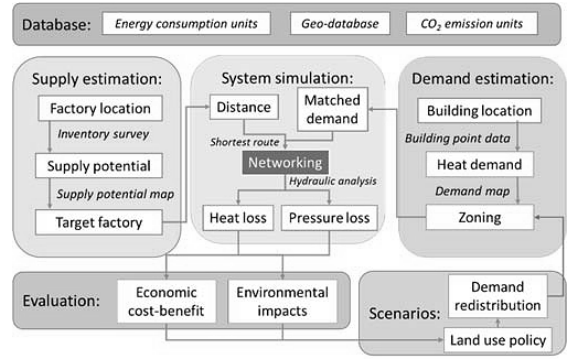 Database:
Energy consumption units
Geo-database
CO2 emission units
Supply estimation:
Factory location
Inventory survey
Supply potential
Supply potential map
Target factory
System simulation:
Distance
Matched
demand
Shortest route
Networking
Hydraulic analysis
Heat loss
Pressure loss
Demand estimation:
Building location
Building point data
Heat demand
Demand map
Zoning
Evaluation:
Economic
cost-benefit
Environmental
impacts
Scenarios:
Demand
redistribution
Land use policy